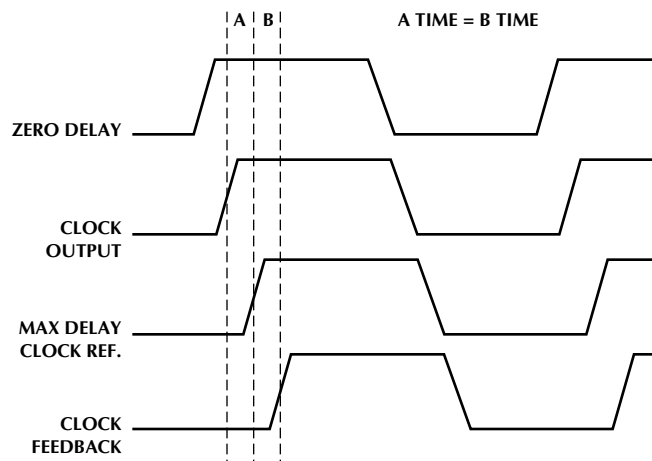 A B A TIME = B TIME
ZERO DELAY
CLOCK
OUTPUT
MAX DELAY
CLOCK REF.
CLOCK
FEEDBACK